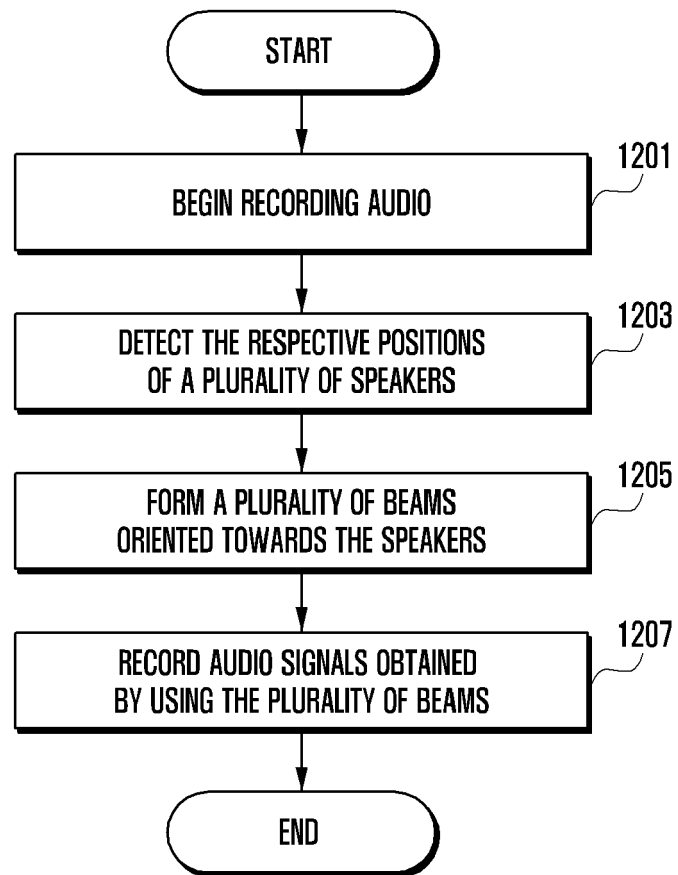 START
1201
BEGIN RECORDING AUDIO
1203
DETECT THE RESPECTIVE POSITIONS
OF A PLURALITY OF SPEAKERS
1205
FORM A PLURALITY OF BEAMS
ORIENTED TOWARDS THE SPEAKERS
1207
RECORD AUDIO SIGNALS OBTAINED
BY USING THE PLURALITY OF BEAMS
END